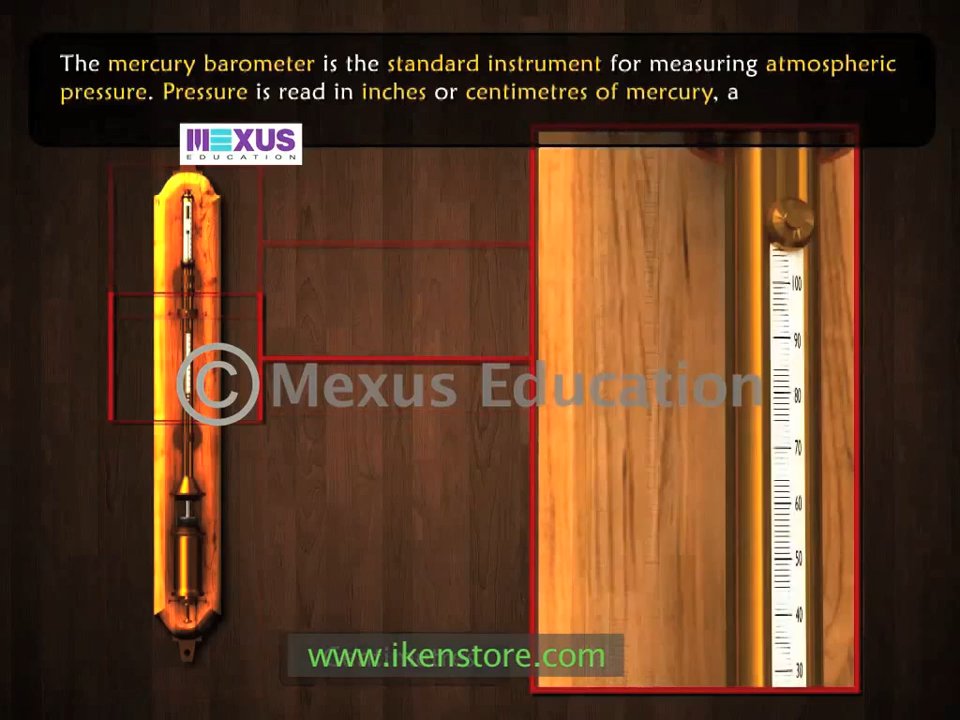 The mercury barometer is the standard instrument for measuring atmospheric
pressure. Pressure is read in inches or centimetres of mercury, a
MEXUS
EDUCATION
100
90
© Mexus Education
80
70
60
50
40
www.ikenstore.com
30